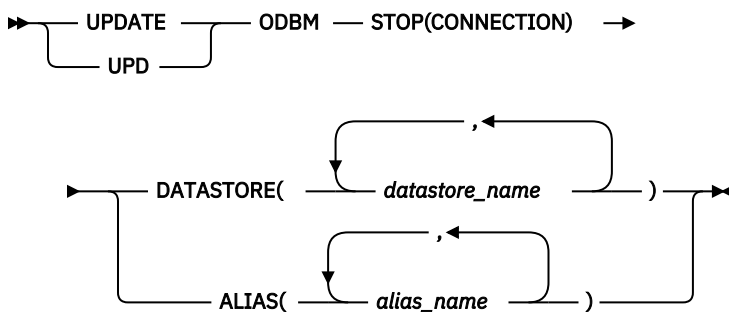 UPDATE ODBM STOP(CONNECTION)
UPD
,
DATASTORE( datastore_name )
,
ALIAS( alias_name )